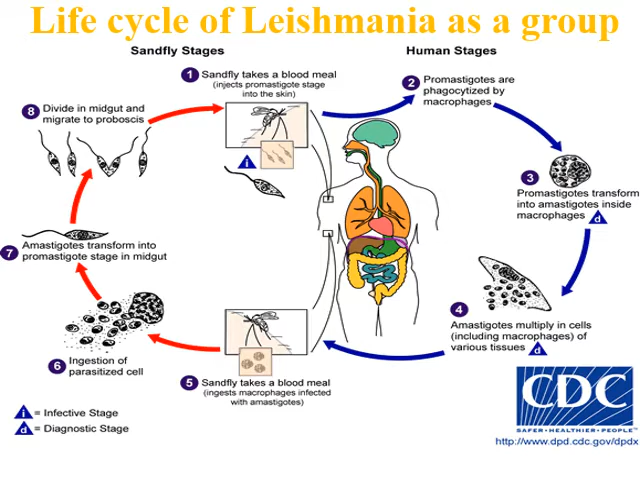 Life cycle of Leishmania as a group
Sandfly Stages
Human Stages
1 Sandfly takes a blood meal
(injects promastigote stage
into the skin)
2 Promastigotes are
phagocytized by
macrophages
3
Promastigotes transform
into amastigotes inside
macrophages d
4
Amastigotes multiply in cells
(including macrophages) of
various tissues d
5 Sandfly takes a blood meal
(ingests macrophages infected
with amastigotes)
6 Ingestion of
parasitized cell
7 Amastigotes transform into
promastigote stage in midgut
8 Divide in midgut and
migrate to proboscis
i
i = Infective Stage
d = Diagnostic Stage
CDC
SAFER • HEALTHIER • PEOPLE™
http://www.dpd.cdc.gov/dpdx